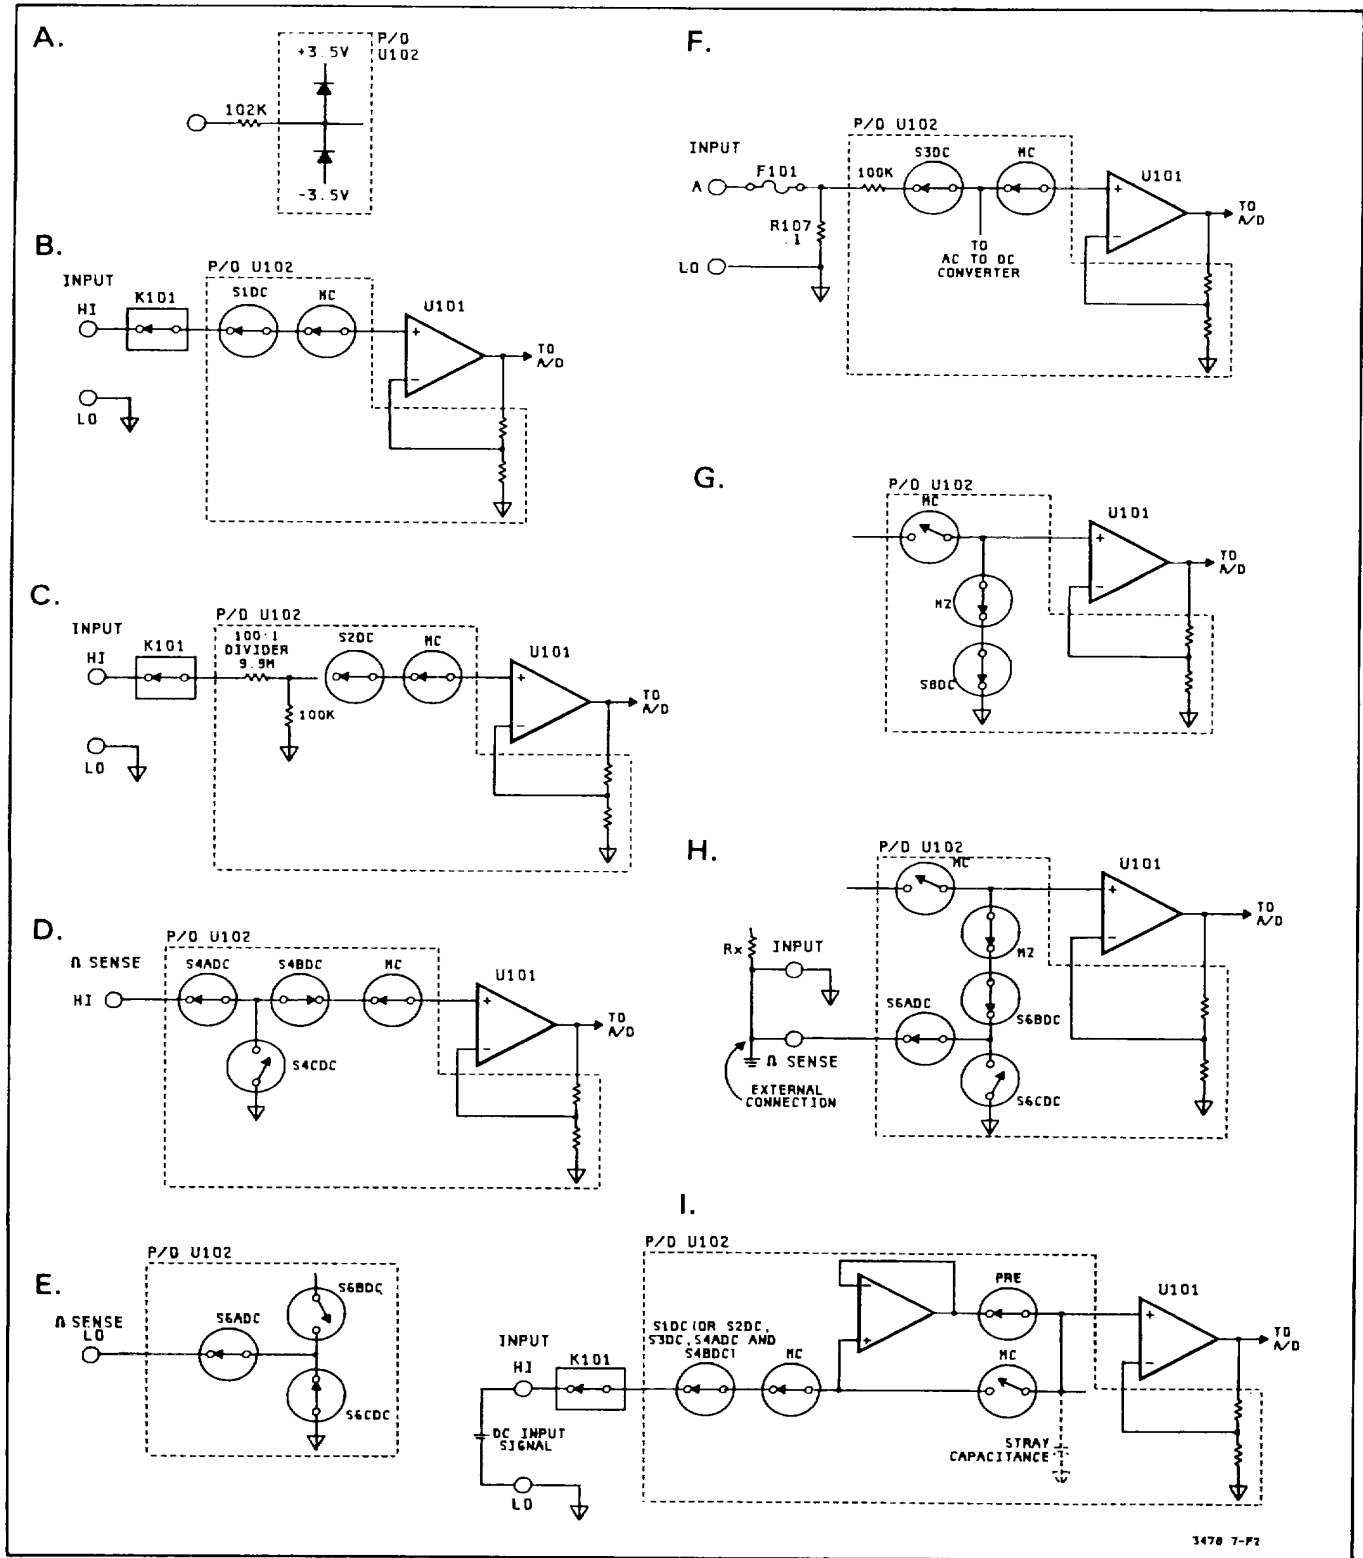 A.
P/O
U102
+3.5V
102K
-3.5V
B.
P/O U102
INPUT
HI
K101
S1DC
MC
U101
+
-
TO
A/D
LO
C.
P/O U102
INPUT
HI
K101
100:1
DIVIDER
9.9M
S2DC
MC
U101
+
-
TO
A/D
100K
LO
D.
P/O U102
Ω SENSE
HI
S4ADC
S4BDC
MC
U101
+
-
TO
A/D
S4CDC
E.
P/O U102
Ω SENSE
LO
S6ADC
S6BDC
S6CDC
F.
P/O U102
INPUT
A
F101
100K
S3DC
MC
U101
+
-
TO
A/D
R107
.1
LO
TO
AC TO DC
CONVERTER
G.
P/O U102
MC
U101
+
-
TO
A/D
MZ
S8DC
H.
P/O U102
MC
U101
+
-
TO
A/D
Rx
INPUT
MZ
S6ADC
S6BDC
Ω SENSE
EXTERNAL
CONNECTION
S6CDC
I.
P/O U102
PRE
U101
-
+
+
-
TO
A/D
S1DC (OR S2DC,
S3DC, S4ADC AND
S4BDC)
INPUT
HI
K101
MC
MC
DC INPUT
SIGNAL
STRAY
CAPACITANCE
LO
3478 7-F2